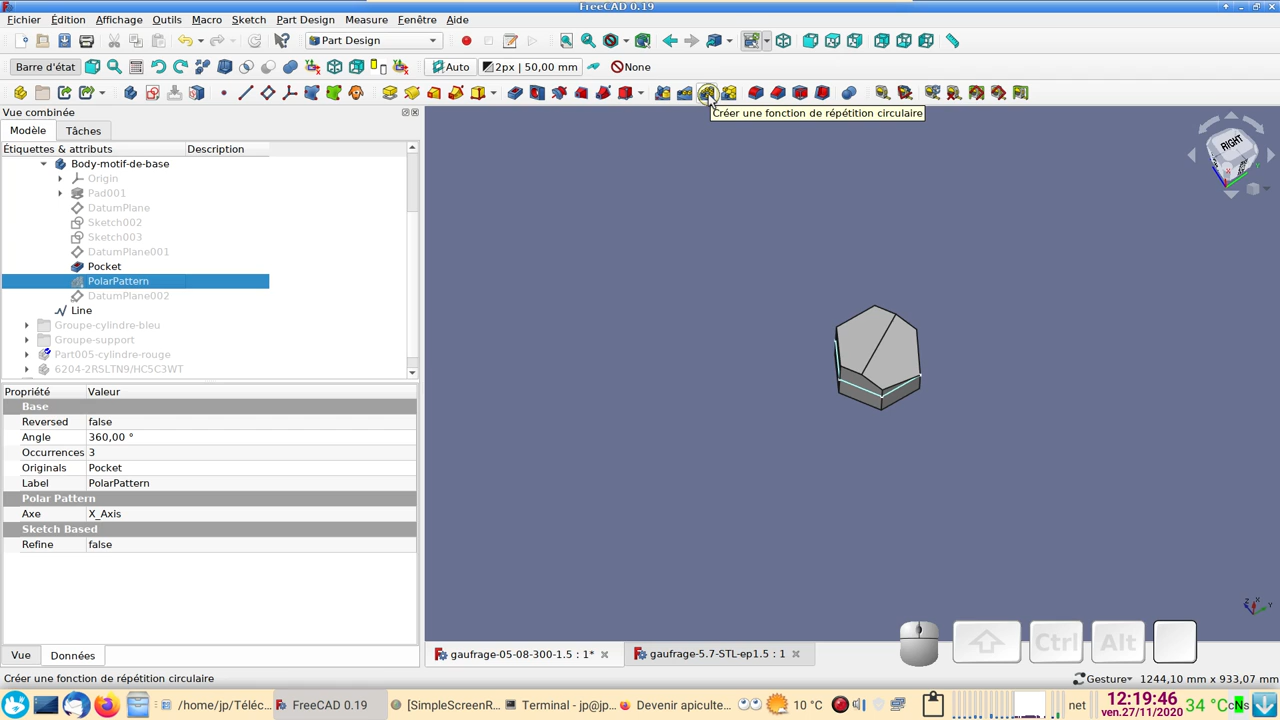 FreeCAD 0.19
Fichier Édition Affichage Outils Macro Sketch Part Design Measure Fenêtre Aide
Part Design
Barre d'état Auto 2px | 50,00 mm None
Vue combinée
Créer une fonction de répétition circulaire
Modèle Tâches
Étiquettes & attributs Description
Body-motif-de-base
Origin
Pad001
DatumPlane
Sketch002
Sketch003
DatumPlane001
Pocket
PolarPattern
DatumPlane002
Line
Groupe-cylindre-bleu
Groupe-support
Part005-cylindre-rouge
6204-2RSLTN9/HC5C3WT
RIGHT
Propriété Valeur
Base
Reversed false
Angle 360,00 °
Occurrences 3
Originals Pocket
Label PolarPattern
Polar Pattern
Axe X_Axis
Sketch Based
Refine false
Ctrl Alt
Vue Données
gaufrage-05-08-300-1.5 : 1* gaufrage-5.7-STL-ep1.5 : 1
Créer une fonction de répétition circulaire Gesture 1244,10 mm x 933,07 mm
/home/jp/Téléc... FreeCAD 0.19 [SimpleScreenR... Terminal - jp@jp... Devenir apiculte... 10 °C net 12:19:46 34 °C
ven.27/11/2020